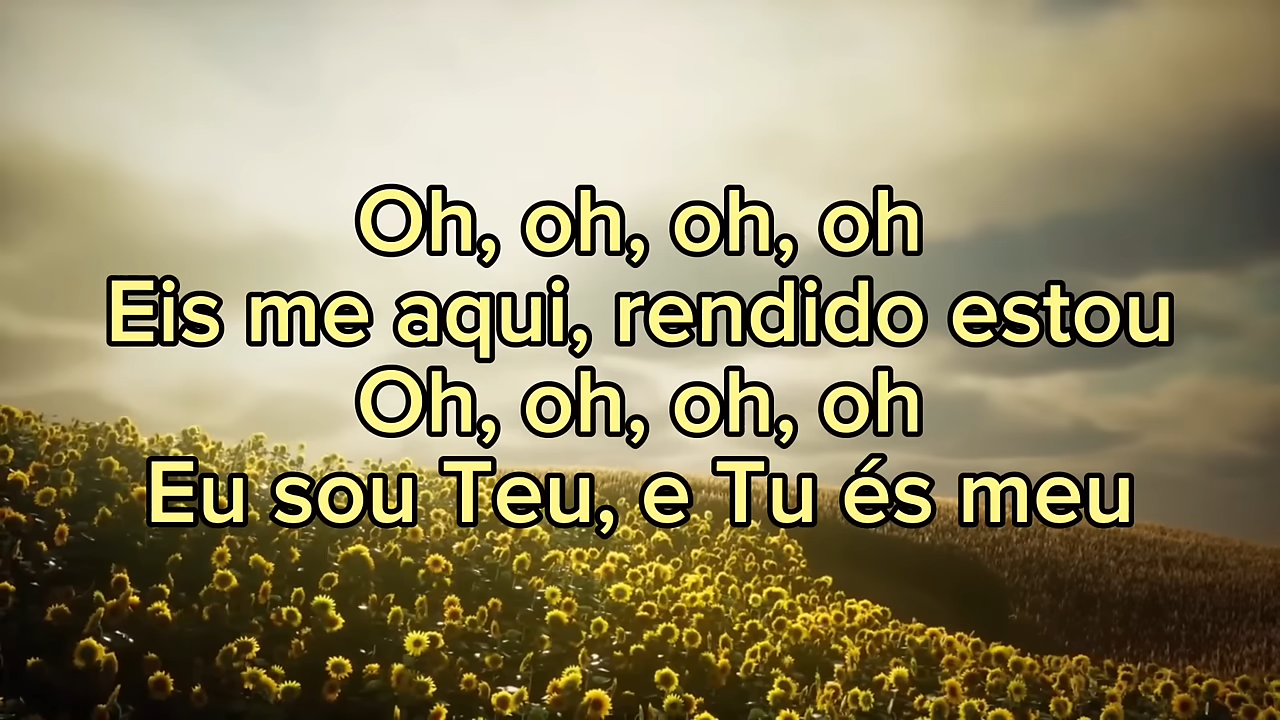 Oh, oh, oh, oh
Eis me aqui, rendido estou
Oh, oh, oh, oh
Eu sou Teu, e Tu és meu